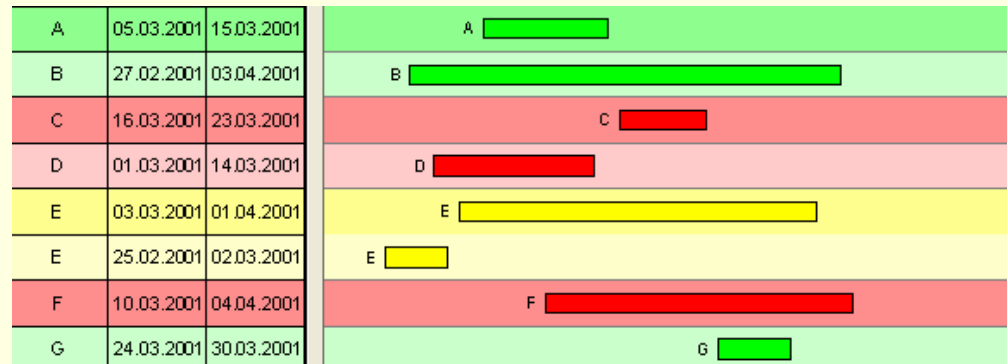 A 05.03.2001 15.03.2001 A
B 27.02.2001 03.04.2001 B
C 16.03.2001 23.03.2001 C
D 01.03.2001 14.03.2001 D
E 03.03.2001 01.04.2001 E
E 25.02.2001 02.03.2001 E
F 10.03.2001 04.04.2001 F
G 24.03.2001 30.03.2001 G